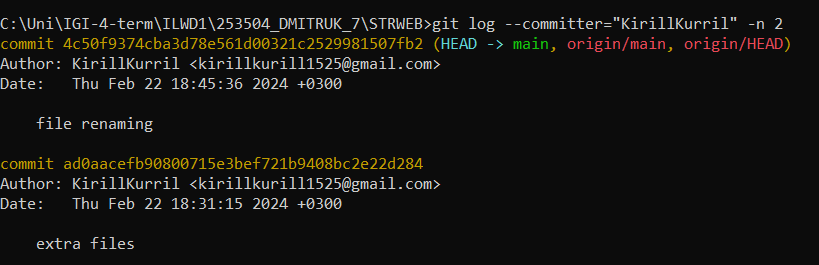 C:\Uni\IGI-4-term\ILWD1\253504_DMITRUK_7\STRWEB>git log --committer="KirillKurril" -n 2
commit 4c50f9374cba3d78e561d00321c2529981507fb2 (HEAD -> main, origin/main, origin/HEAD)
Author: KirillKurril <kirillkurill1525@gmail.com>
Date:   Thu Feb 22 18:45:36 2024 +0300
file renaming
commit ad0aacefb90800715e3bef721b9408bc2e22d284
Author: KirillKurril <kirillkurill1525@gmail.com>
Date:   Thu Feb 22 18:31:15 2024 +0300
extra files